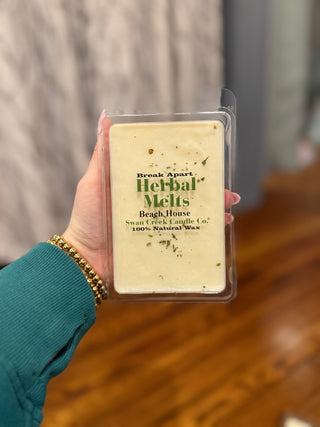 Break Apart
Herbal
Melts
Beach House
Swan Creek Candle Co.®
100% Natural Wax